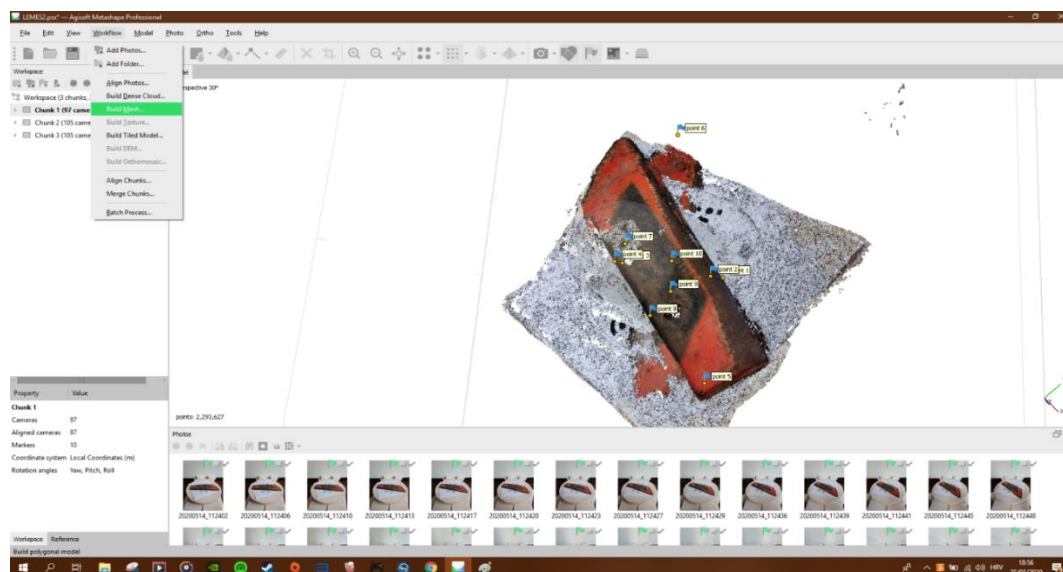 LEMES2.psx* — Agisoft Metashape Professional
File Edit View Workflow Model Photo Ortho Tools Help
Add Photos...
Add Folder...
Align Photos...
Build Dense Cloud...
Build Mesh...
Build Texture...
Build Tiled Model...
Build DEM...
Build Orthomosaic...
Align Chunks...
Merge Chunks...
Batch Process...
Workspace
Workspace (3 chunks,
Chunk 1 (97 came
Chunk 2 (105 came
Chunk 3 (105 came
rspective 30°
point 6
point 7
point 4
point 10
point 2
point 9
point 8
point 5
points: 2,293,627
Property Value
Chunk 1
Cameras 97
Aligned cameras 97
Markers 10
Coordinate system Local Coordinates (m)
Rotation angles Yaw, Pitch, Roll
Photos
20200514_112402 20200514_112406 20200514_112410 20200514_112413 20200514_112417 20200514_112420 20200514_112423 20200514_112427 20200514_112429 20200514_112436 20200514_112439 20200514_112441 20200514_112445 20200514_112448
Workspace Reference
Build polygonal model
HRV
18:56